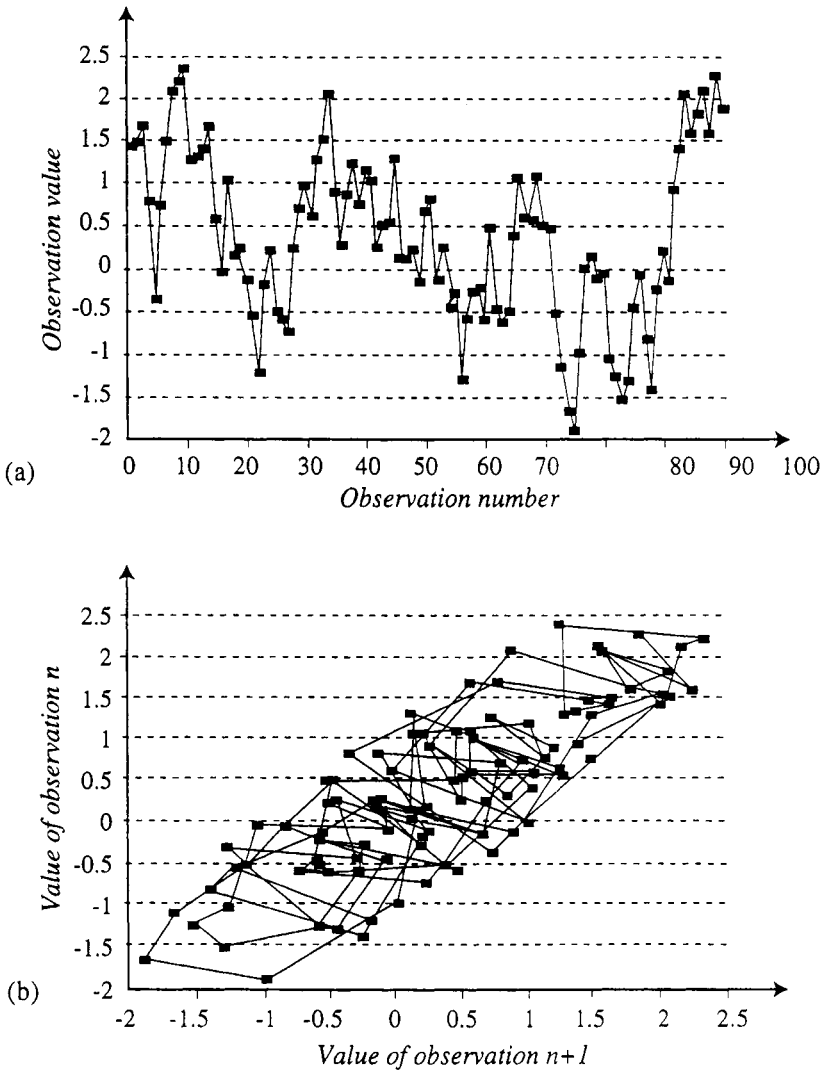 2.5
2
1.5
1
0.5
0
-0.5
-1
-1.5
-2
Observation value
0 10 20 30 40 50 60 70 80 90 100
(a)
Observation number
2.5
2
1.5
1
0.5
0
-0.5
-1
-1.5
-2
Value of observation n
(b)
-2 -1.5 -1 -0.5 0 0.5 1 1.5 2 2.5
Value of observation n+1